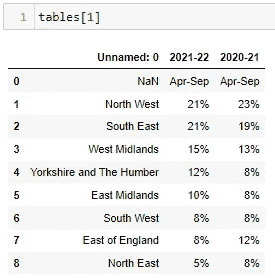 1 tables[1]
Unnamed: 0 2021-22 2020-21
0 NaN Apr-Sep Apr-Sep
1 North West 21% 23%
2 South East 21% 19%
3 West Midlands 15% 13%
4 Yorkshire and The Humber 12% 8%
5 East Midlands 10% 8%
6 South West 8% 8%
7 East of England 8% 12%
8 North East 5% 8%